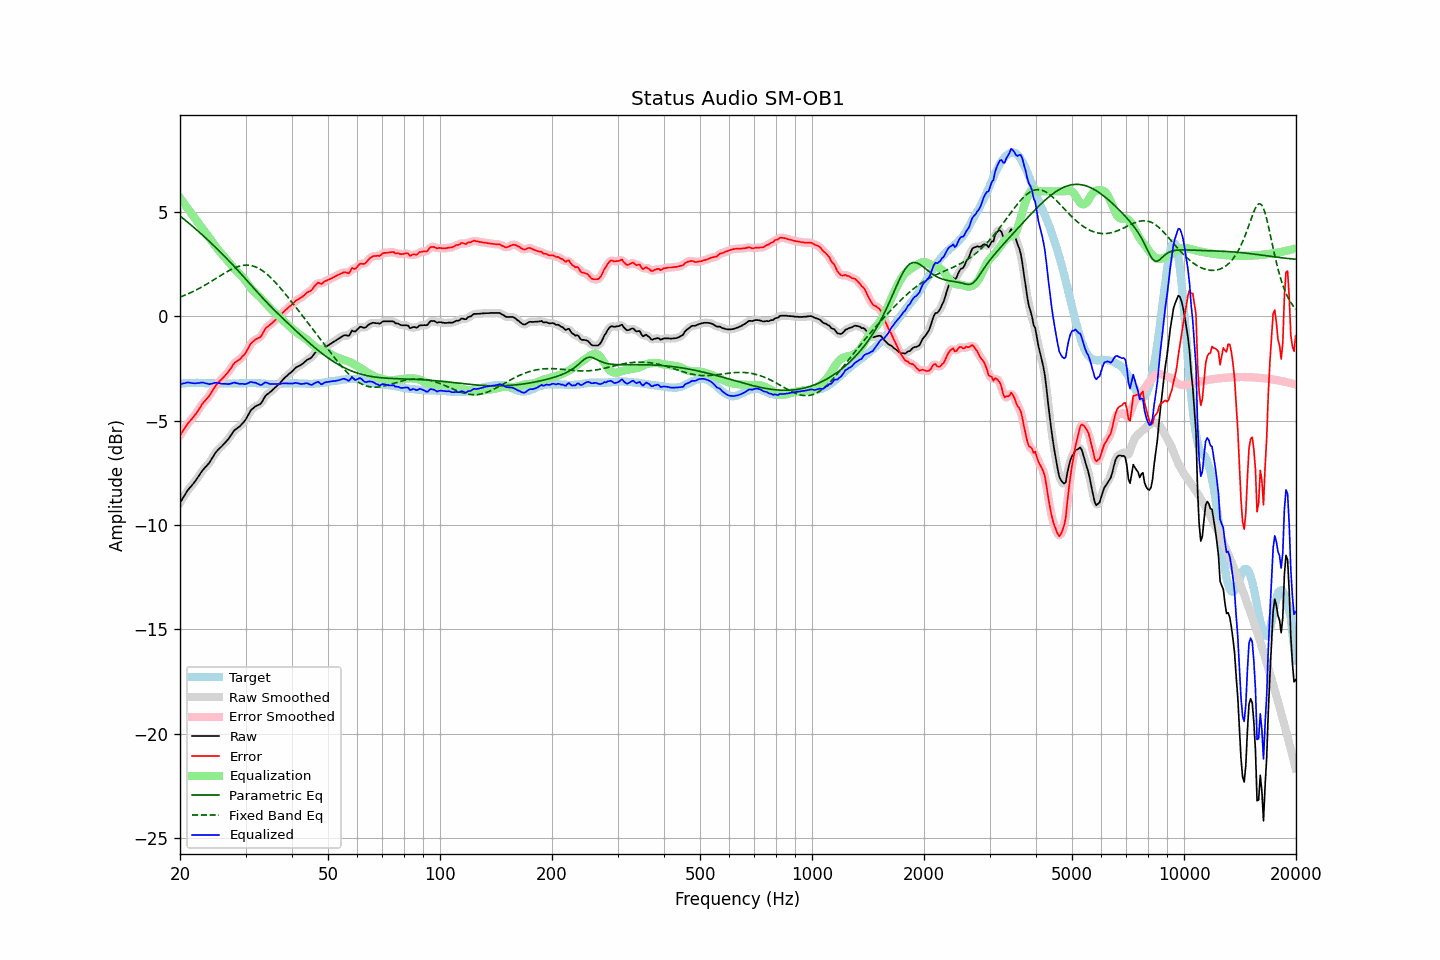 Status Audio SM-OB1
Amplitude (dBr)
5
0
−5
−10
−15
−20
−25
Target
Raw Smoothed
Error Smoothed
Raw
Error
Equalization
Parametric Eq
Fixed Band Eq
Equalized
20
50
100
200
500
1000
2000
5000
10000
20000
Frequency (Hz)